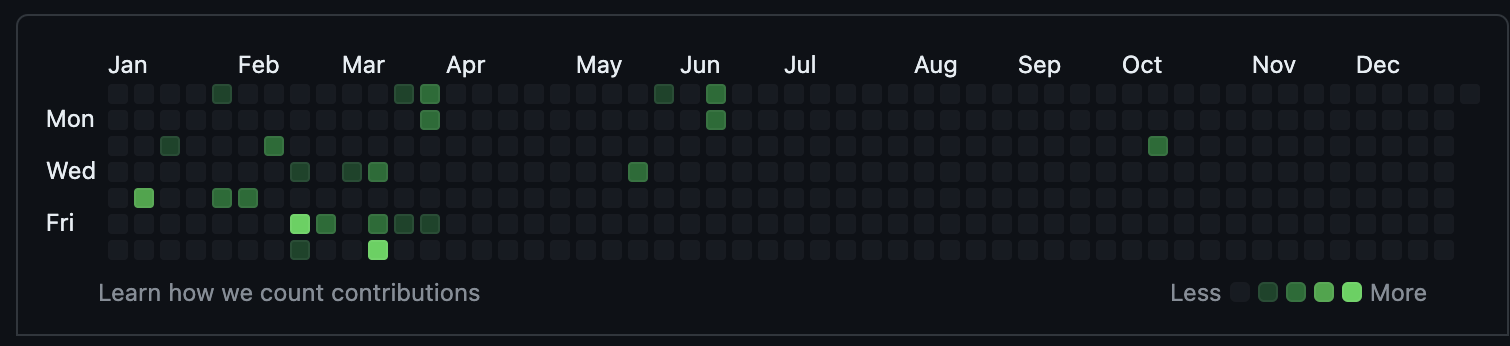 Jan Feb Mar Apr May Jun Jul Aug Sep Oct Nov Dec
Mon
Wed
Fri
Learn how we count contributions Less More